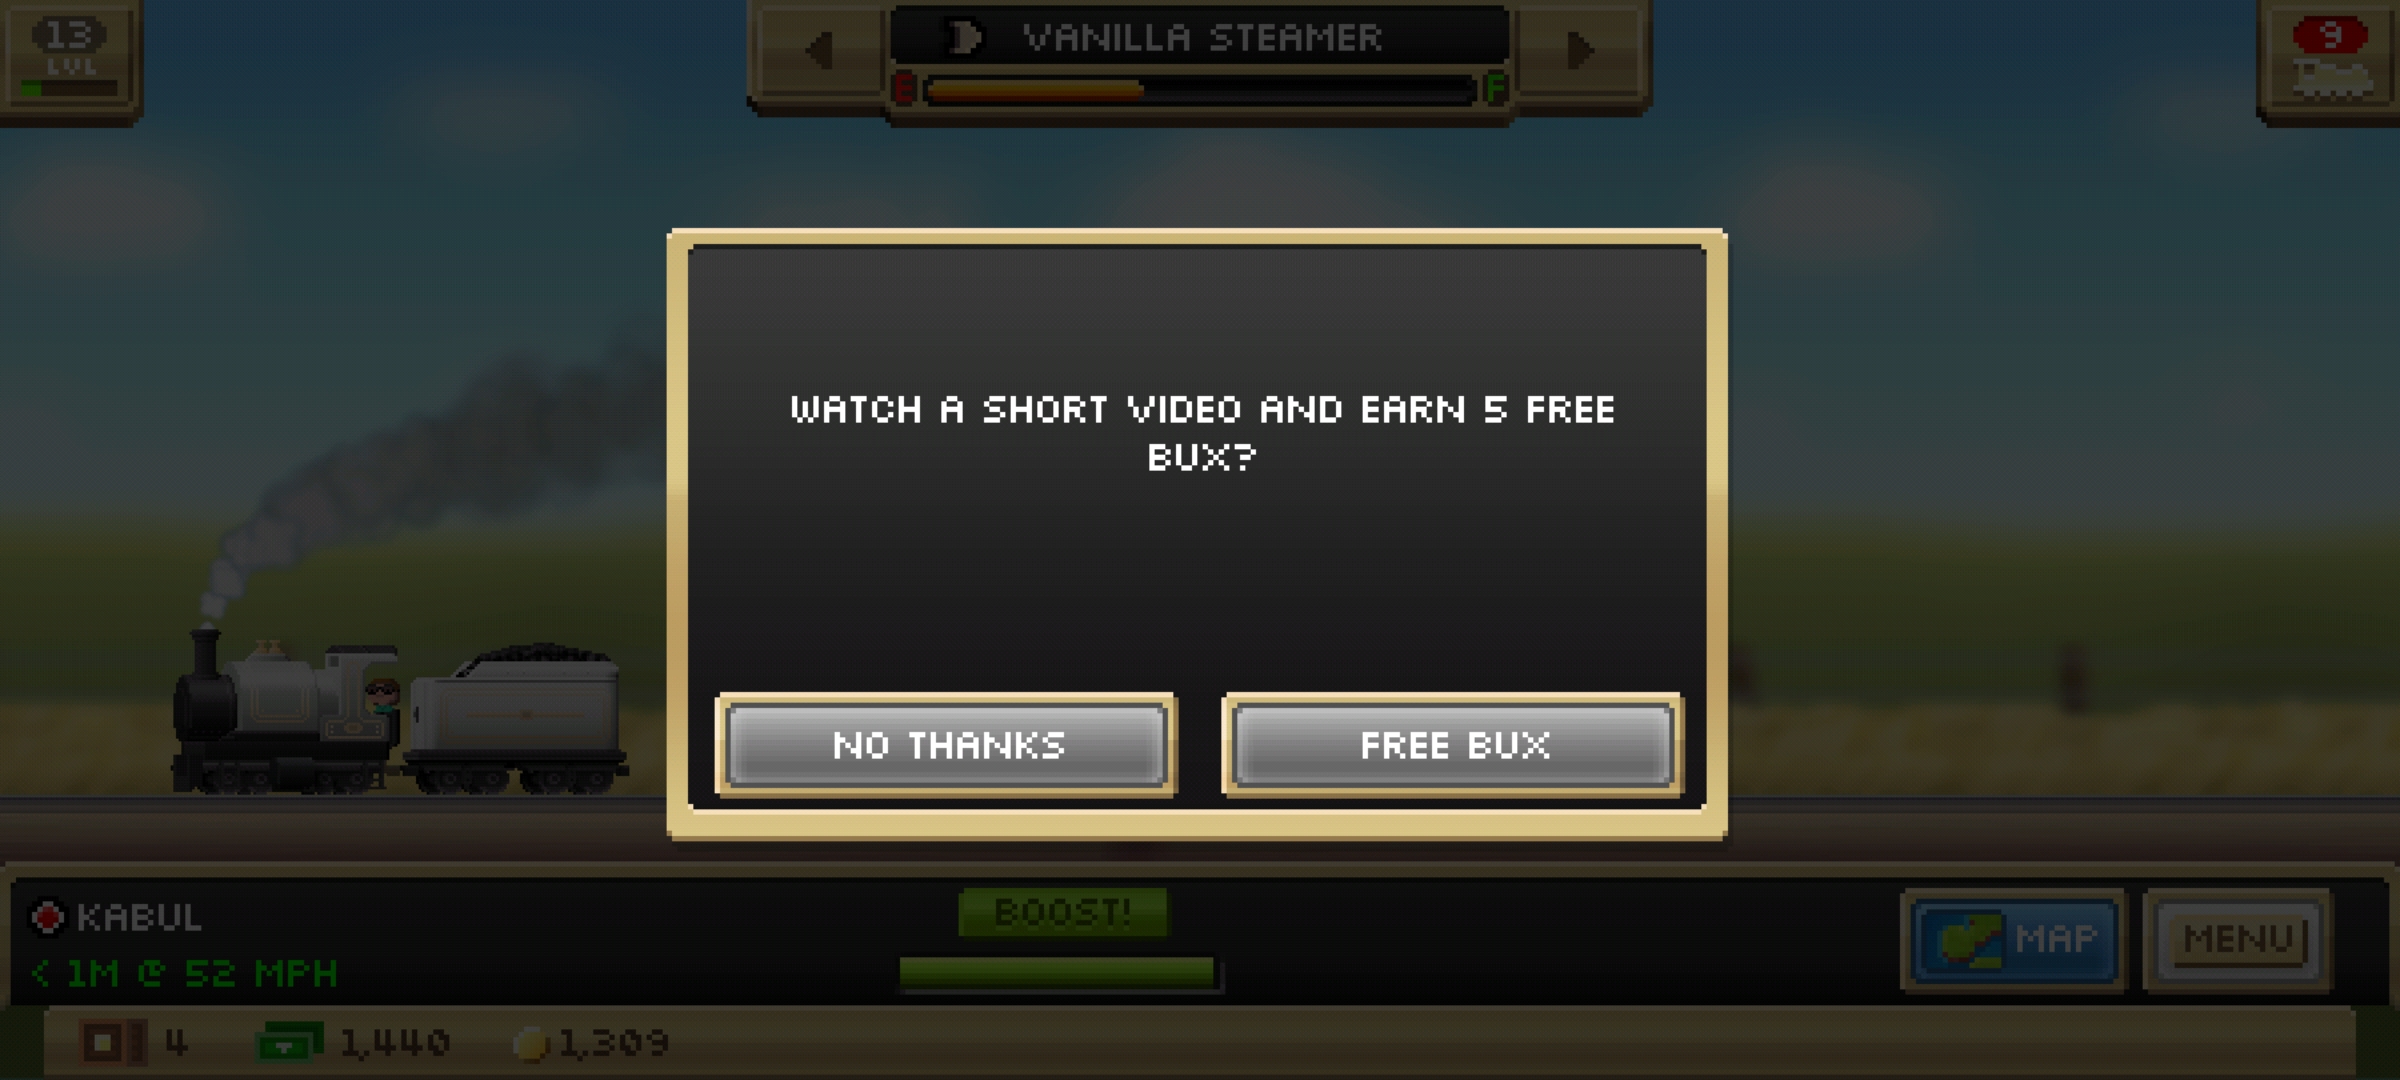 13
LVL
VANILLA STEAMER
E F
9
WATCH A SHORT VIDEO AND EARN 5 FREE
BUX?
NO THANKS
FREE BUX
KABUL
< 1M @ 52 MPH
BOOST!
MAP
MENU
4
1,440
1,309